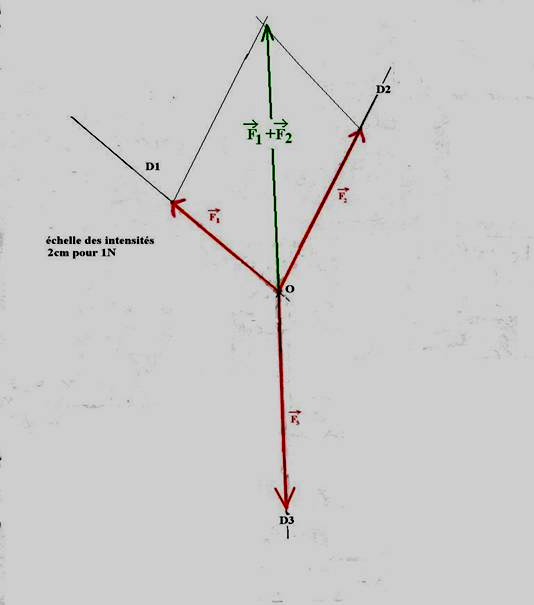 D2
F₁ + F₂
D1
F₂
F₁
échelle des intensités
2cm pour 1N
O
F₃
D3